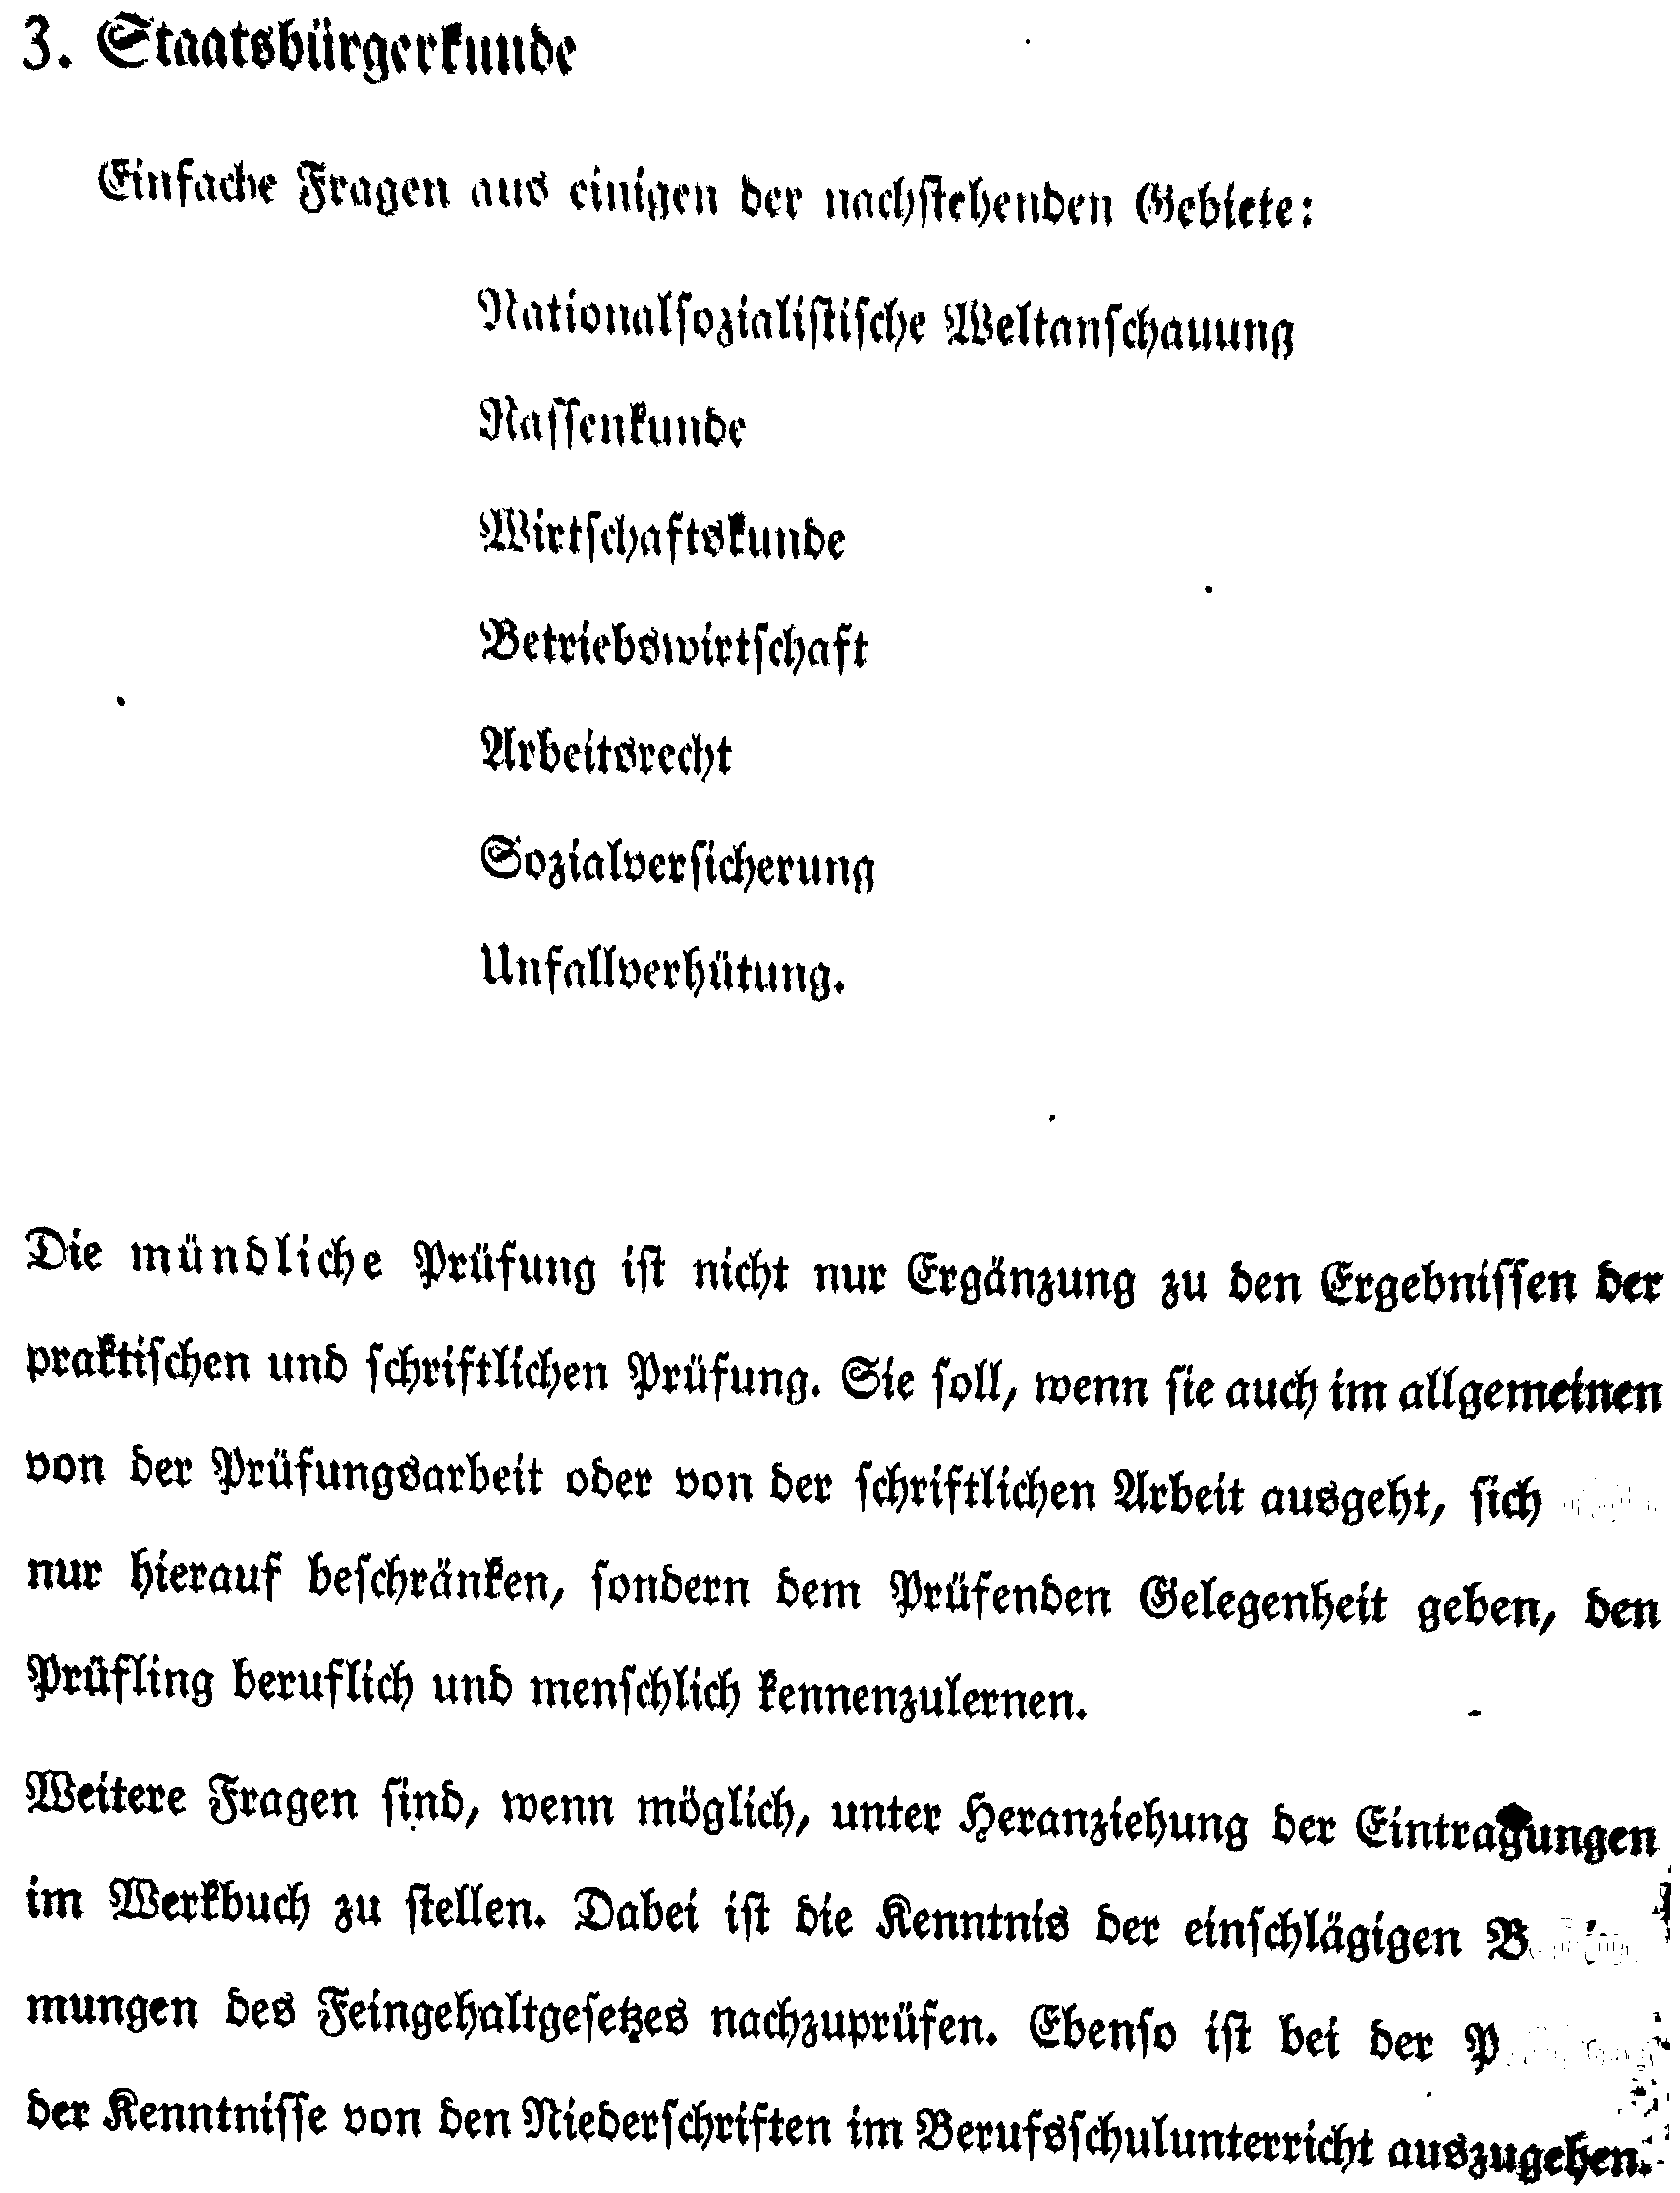 3. Staatsbürgerkunde
Einfache Fragen aus einigen der nachstehenden Gebiete:
Nationalsozialistische Weltanschauung
Rassenkunde
Wirtschaftskunde
Betriebswirtschaft
Arbeitsrecht
Sozialversicherung
Unfallverhütung.
Die mündliche Prüfung ist nicht nur Ergänzung zu den Ergebnissen der
praktischen und schriftlichen Prüfung. Sie soll, wenn sie auch im allgemeinen
von der Prüfungsarbeit oder von der schriftlichen Arbeit ausgeht, sich
nur hierauf beschränken, sondern dem Prüfenden Gelegenheit geben, den
Prüfling beruflich und menschlich kennenzulernen.
Weitere Fragen sind, wenn möglich, unter Heranziehung der Eintragungen
im Werkbuch zu stellen. Dabei ist die Kenntnis der einschlägigen
mungen des Feingehaltgesetzes nachzuprüfen. Ebenso ist bei der
der Kenntnisse von den Niederschriften im Berufsschulunterricht auszugehen.